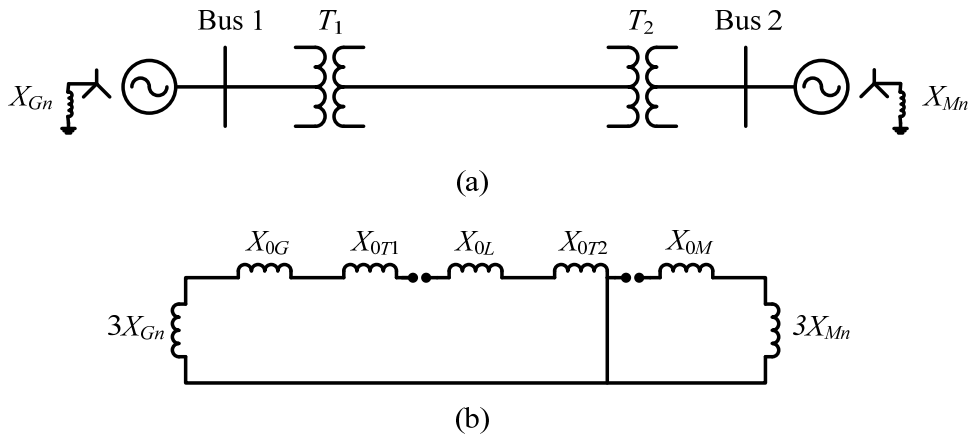 Bus 1
T1
T2
Bus 2
XGn
XMn
(a)
X0G
X0T1
X0L
X0T2
X0M
3XGn
3XMn
(b)